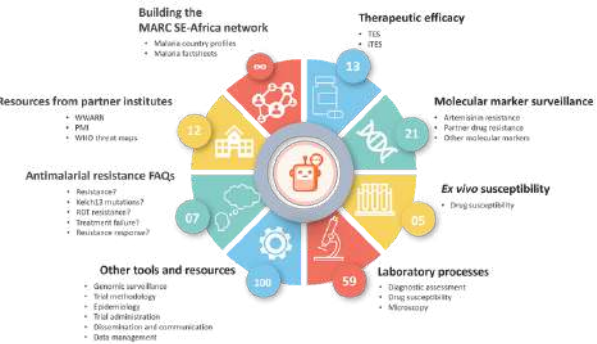 Building the
MARC SE-Africa network
• Malaria country profiles
• Malaria factsheets
∞
Therapeutic efficacy
• TES
• iTES
13
Molecular marker surveillance
• Artemisinin resistance
• Partner drug resistance
• Other molecular markers
21
Ex vivo susceptibility
• Drug susceptibility
05
Laboratory processes
• Diagnostic assessment
• Drug susceptibility
• Microscopy
59
Other tools and resources
• Genomic surveillance
• Trial methodology
• Epidemiology
• Trial administration
• Dissemination and communication
• Data management
100
Antimalarial resistance FAQs
• Resistance?
• Kelch13 mutations?
• RDT resistance?
• Treatment failure?
• Resistance response?
07
Resources from partner institutes
• WWARN
• PMI
• WHO threat maps
12